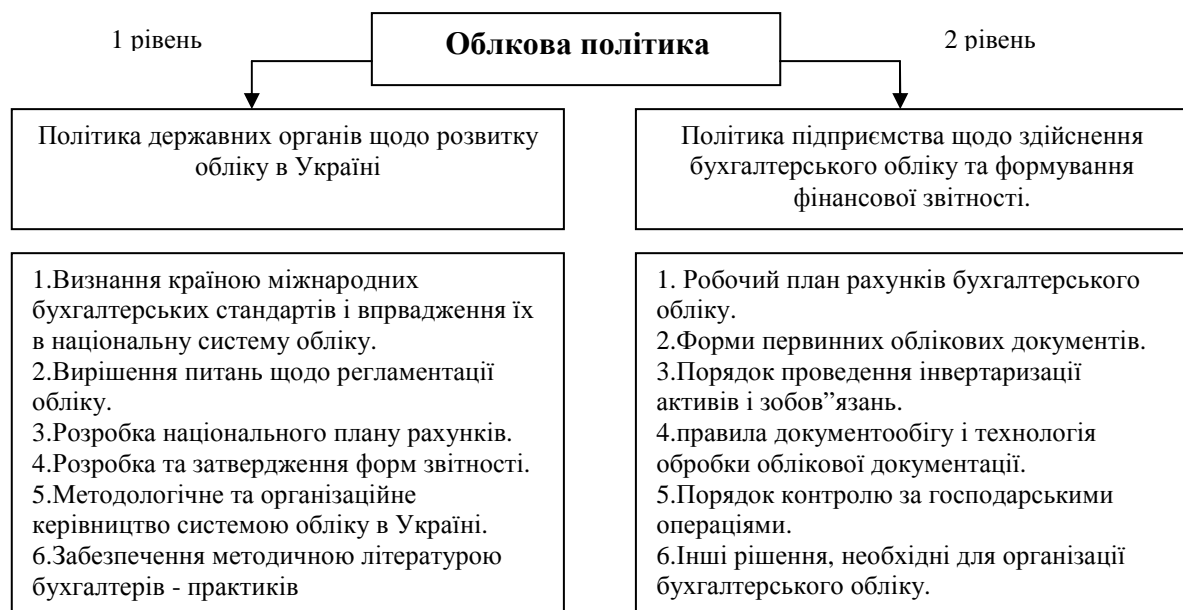 1 рівень
Облкова політика
2 рівень
Політика державних органів щодо розвитку
обліку в Україні
Політика підприємства щодо здійснення
бухгалтерського обліку та формування
фінансової звітності.
1.Визнання країною міжнародних
бухгалтерських стандартів і впрвадження їх
в національну систему обліку.
2.Вирішення питань щодо регламентації
обліку.
3.Розробка національного плану рахунків.
4.Розробка та затвердження форм звітності.
5.Методологічне та організаційне
керівництво системою обліку в Україні.
6.Забезпечення методичною літературою
бухгалтерів - практиків
1. Робочий план рахунків бухгалтерського
обліку.
2.Форми первинних облікових документів.
3.Порядок проведення інвертаризації
активів і зобов"язань.
4.правила документообігу і технологія
обробки облікової документації.
5.Порядок контролю за господарськими
операціями.
6.Інші рішення, необхідні для організації
бухгалтерського обліку.